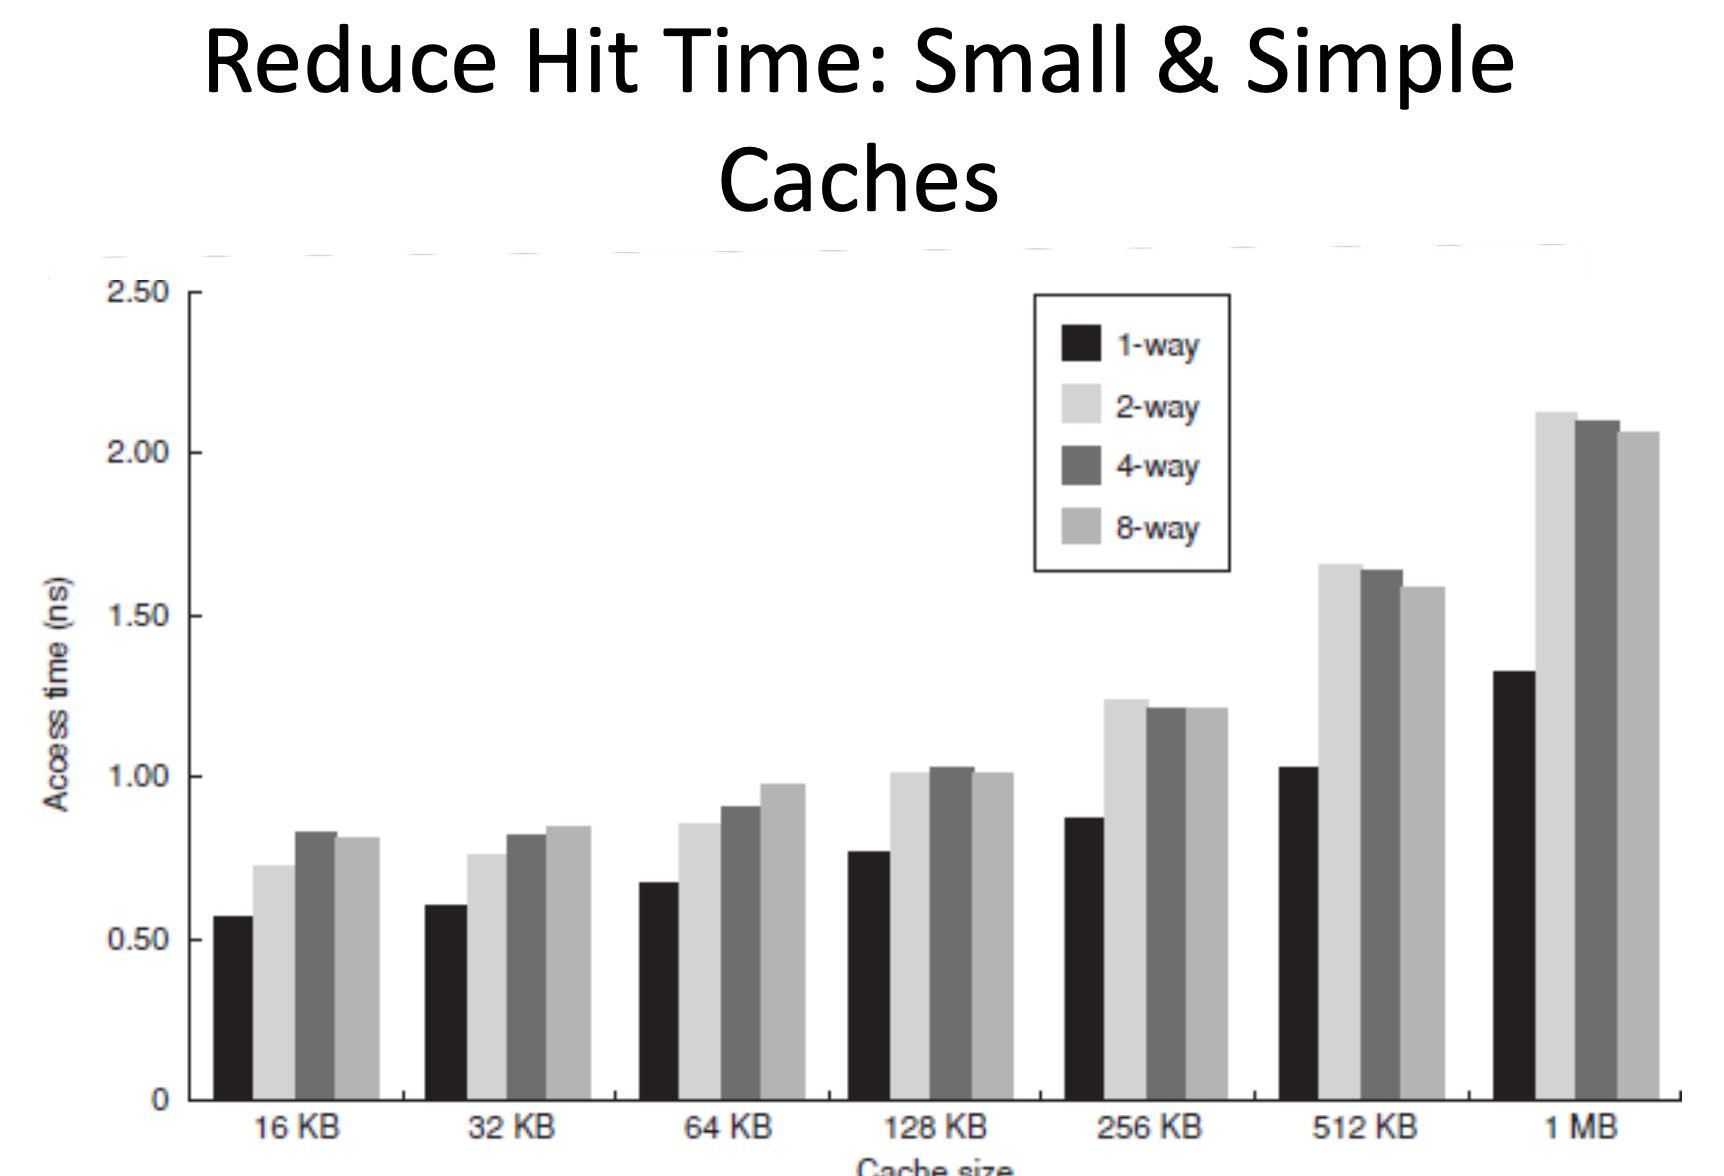 Reduce Hit Time: Small & Simple
Caches
2.50
2.00
1.50
1.00
0.50
0
Access time (ns)
1-way
2-way
4-way
8-way
16 KB
32 KB
64 KB
128 KB
256 KB
512 KB
1 MB
Cache size